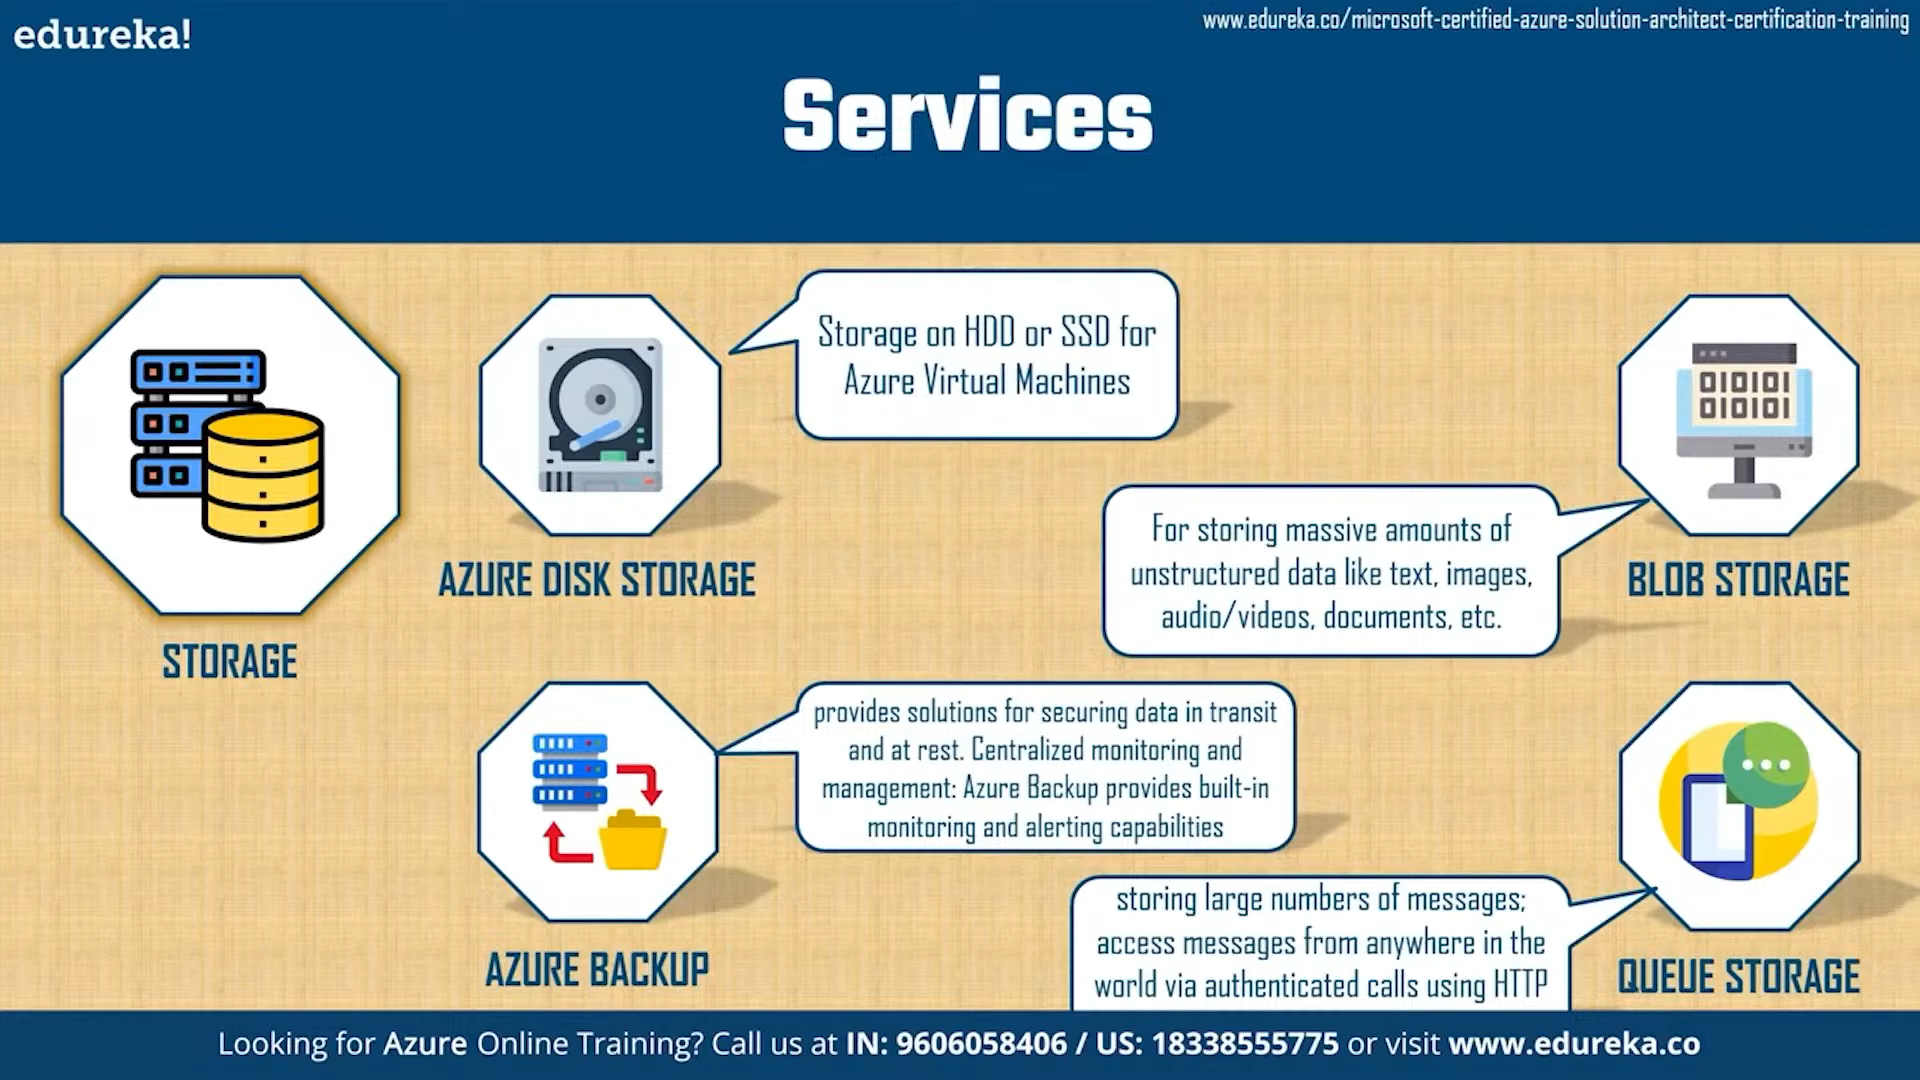 edureka!
www.edureka.co/microsoft-certified-azure-solution-architect-certification-training
Services
STORAGE
AZURE DISK STORAGE
Storage on HDD or SSD for
Azure Virtual Machines
BLOB STORAGE
010101
010101
For storing massive amounts of
unstructured data like text, images,
audio/videos, documents, etc.
AZURE BACKUP
provides solutions for securing data in transit
and at rest. Centralized monitoring and
management: Azure Backup provides built-in
monitoring and alerting capabilities
QUEUE STORAGE
storing large numbers of messages;
access messages from anywhere in the
world via authenticated calls using HTTP
Looking for Azure Online Training? Call us at IN: 9606058406 / US: 18338555775 or visit www.edureka.co